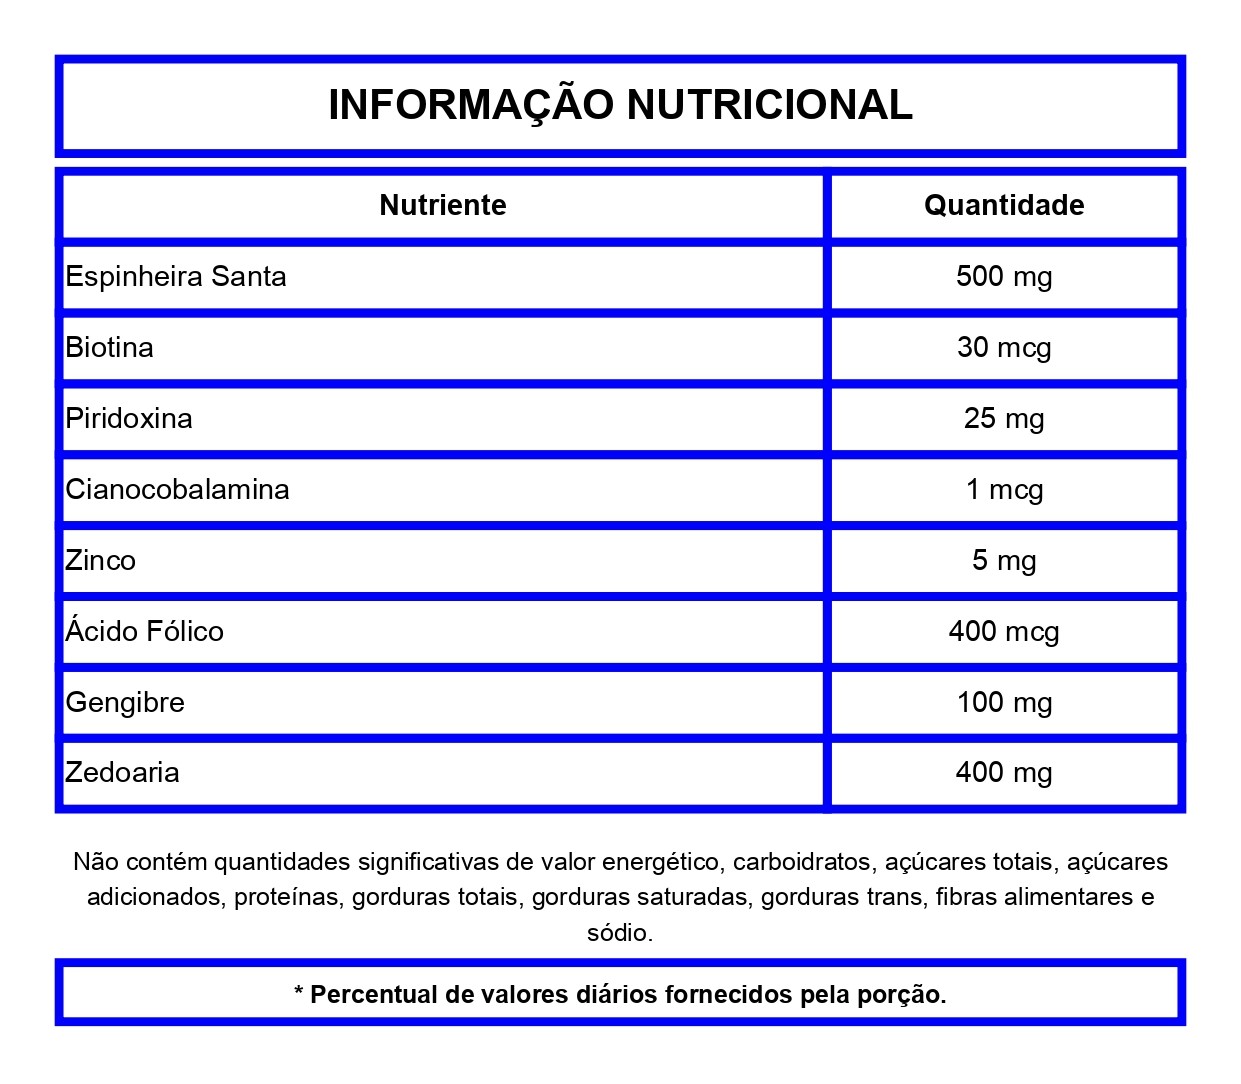 INFORMAÇÃO NUTRICIONAL
Nutriente Quantidade
Espinheira Santa 500 mg
Biotina 30 mcg
Piridoxina 25 mg
Cianocobalamina 1 mcg
Zinco 5 mg
Ácido Fólico 400 mcg
Gengibre 100 mg
Zedoaria 400 mg
Não contém quantidades significativas de valor energético, carboidratos, açúcares totais, açúcares
adicionados, proteínas, gorduras totais, gorduras saturadas, gorduras trans, fibras alimentares e
sódio.
* Percentual de valores diários fornecidos pela porção.